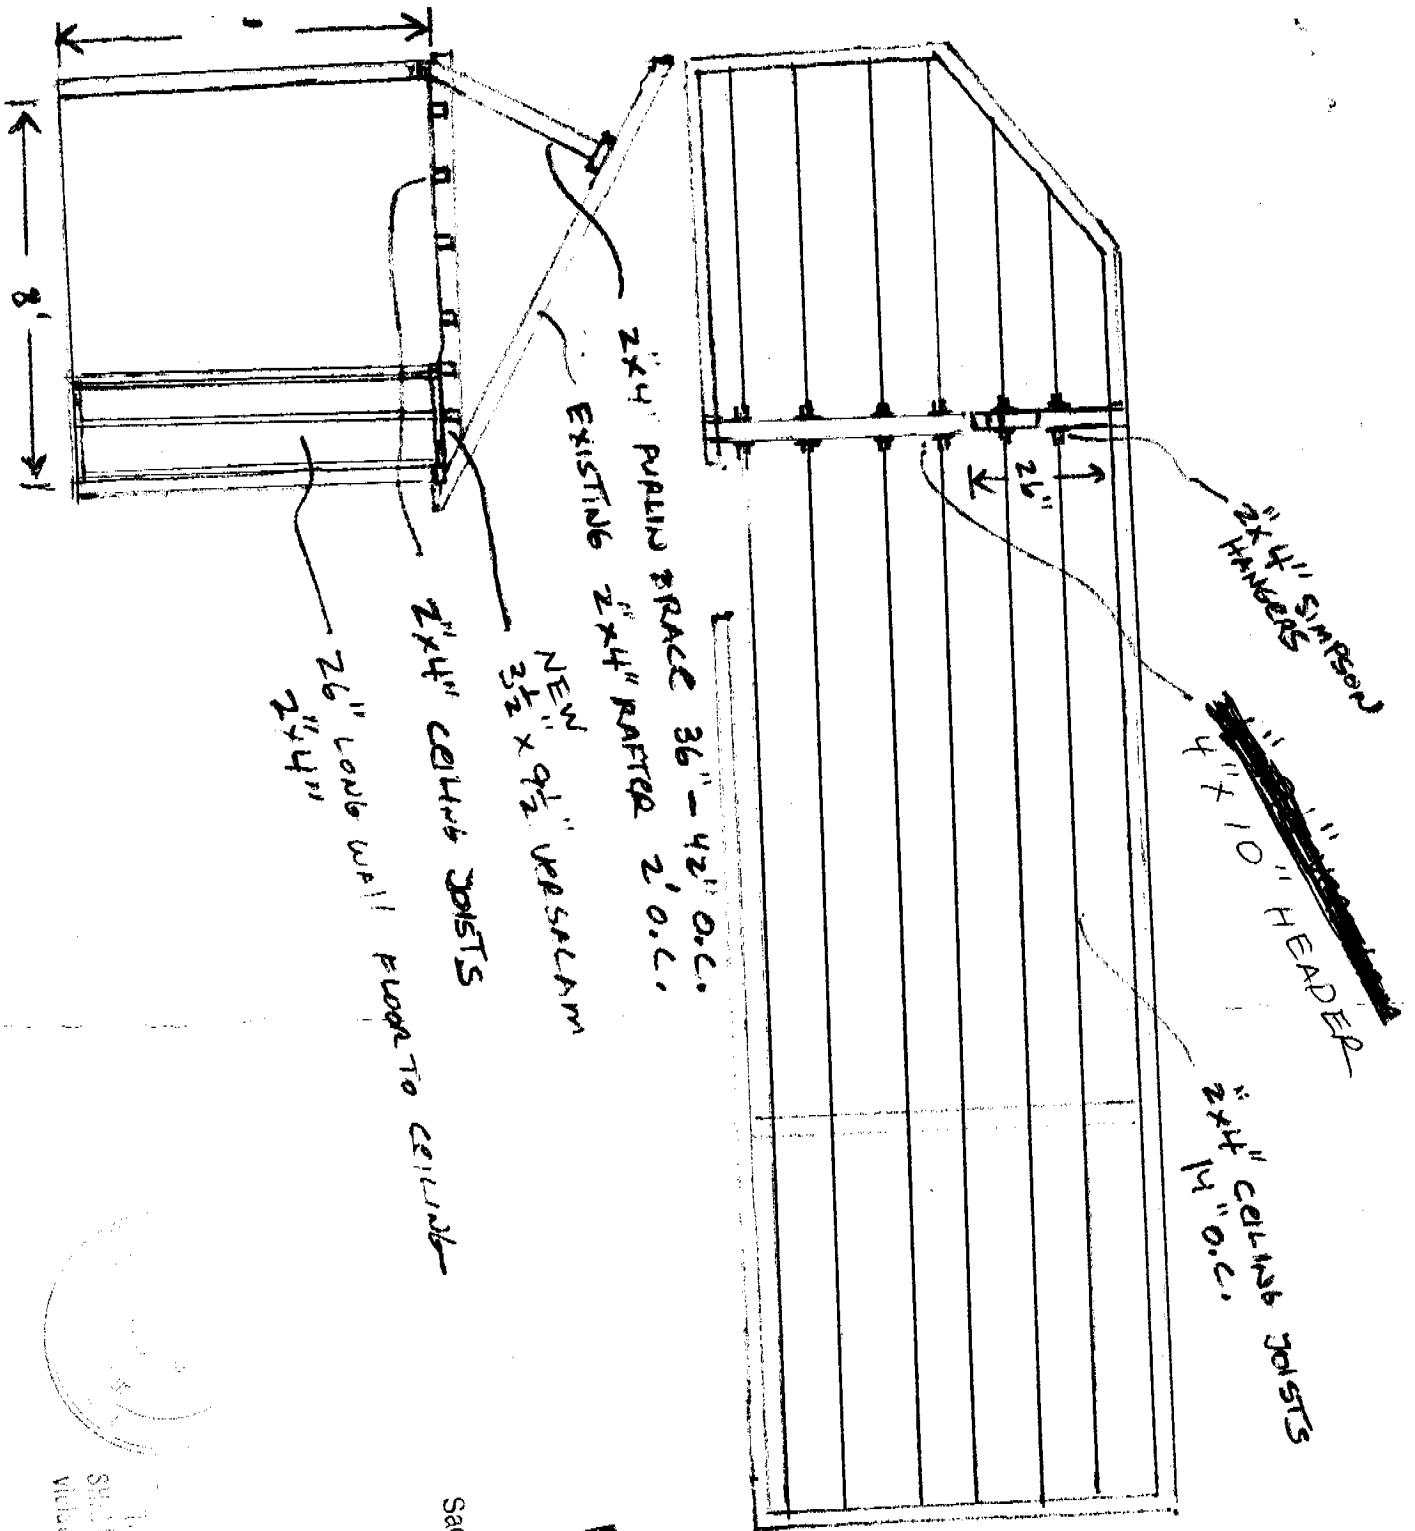 2"x4" SIMPSON
HANGERS
4"x10" HEADER
2x4" CEILING JOISTS
14" O.C.
26"
2"x4" PURLIN BRACE 36"-42" O.C.
EXISTING 2"x4" RAFTER 2' O.C.
NEW
3½" x 9½" VERSALAM
2"x4" CEILING JOISTS
26" LONG WALL FLOOR TO CEILING
2"x4"
8'